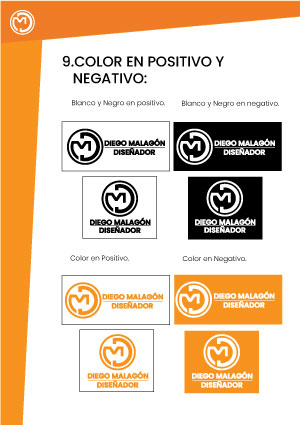 9.COLOR EN POSITIVO Y
NEGATIVO:
Blanco y Negro en positivo.
Blanco y Negro en negativo.
DIEGO MALAGÓN
DISEÑADOR
DIEGO MALAGÓN
DISEÑADOR
DIEGO MALAGÓN
DISEÑADOR
DIEGO MALAGÓN
DISEÑADOR
Color en Positivo.
Color en Negativo.
DIEGO MALAGÓN
DISEÑADOR
DIEGO MALAGÓN
DISEÑADOR
DIEGO MALAGÓN
DISEÑADOR
DIEGO MALAGÓN
DISEÑADOR